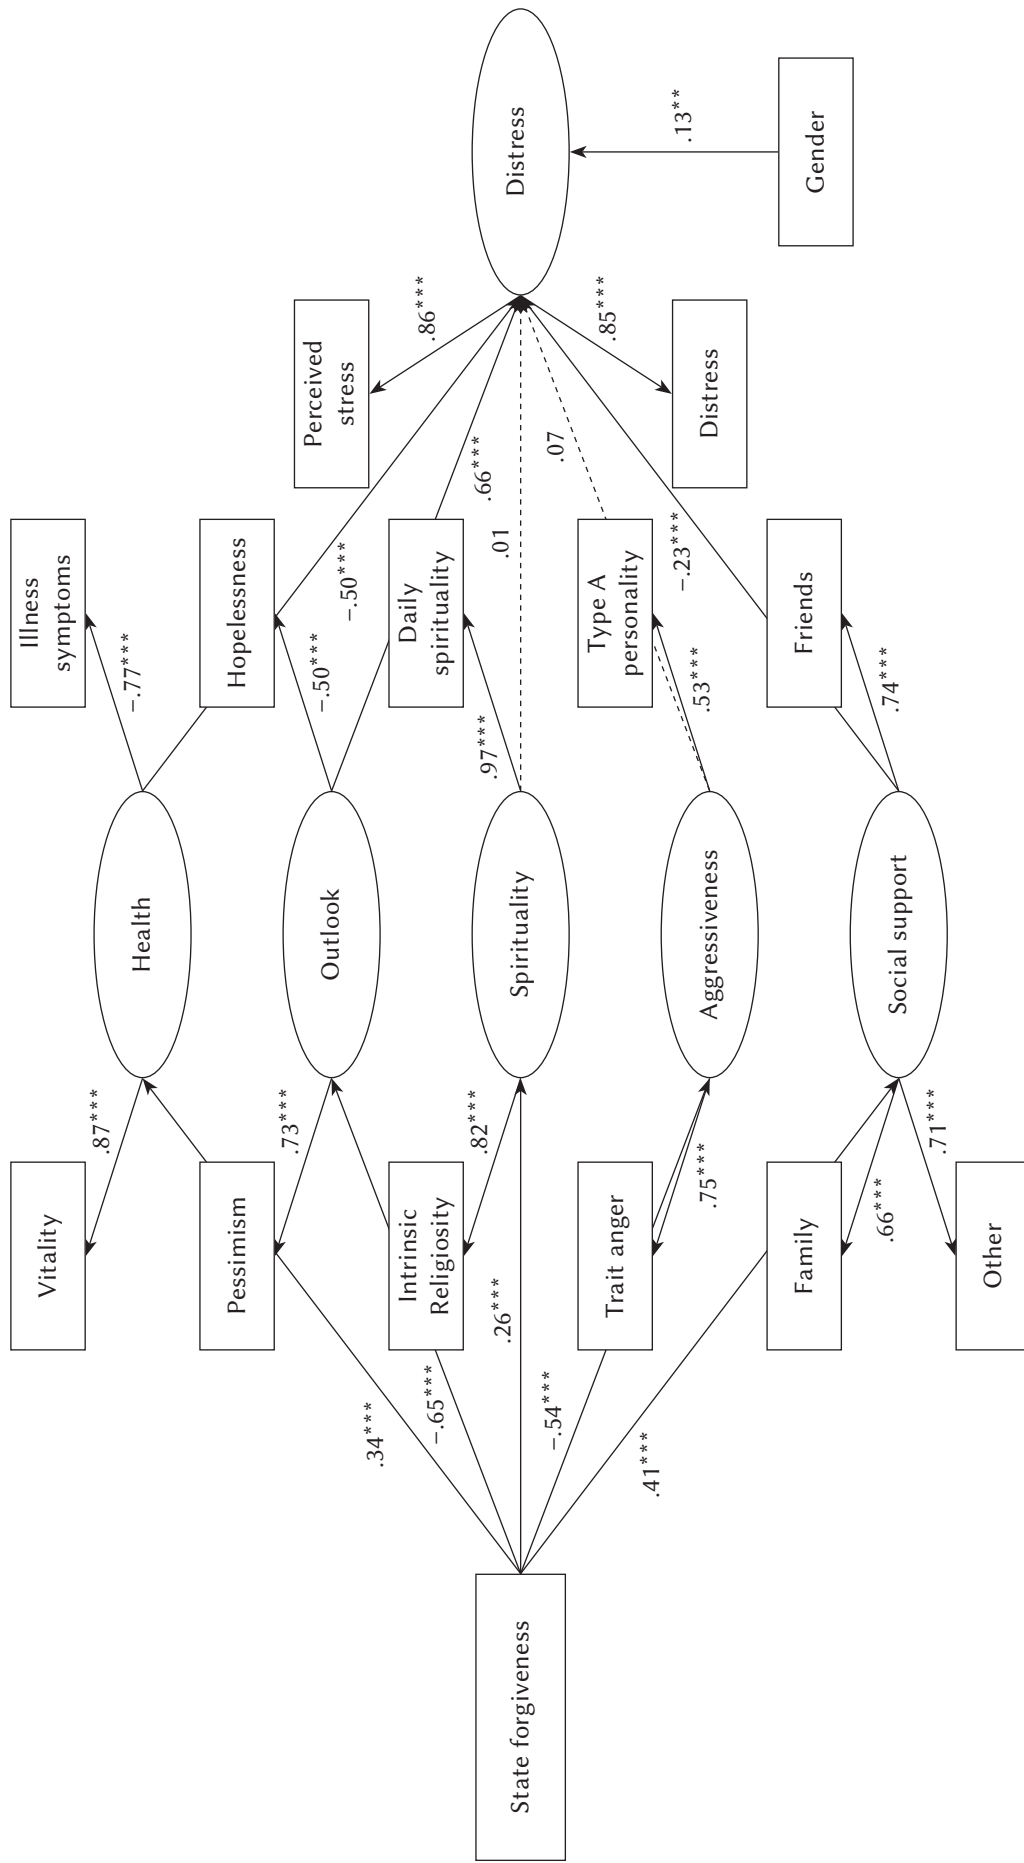 Vitality
.87***
Illness
symptoms
–.77***
Health
Pessimism
Hopelessness
.34***
.73***
–.50***
–.50***
Outlook
Perceived
stress
.86***
Intrinsic
Religiosity
–.65***
.82***
Daily
spirituality
.97***
.66***
State forgiveness
.26***
Spirituality
.01
Distress
–.54***
Trait anger
.75***
Aggressiveness
Type A
personality
.53***
.07
.85***
Distress
.13**
Gender
.41***
Family
.66***
Social support
Friends
.74***
–.23***
Other
.71***